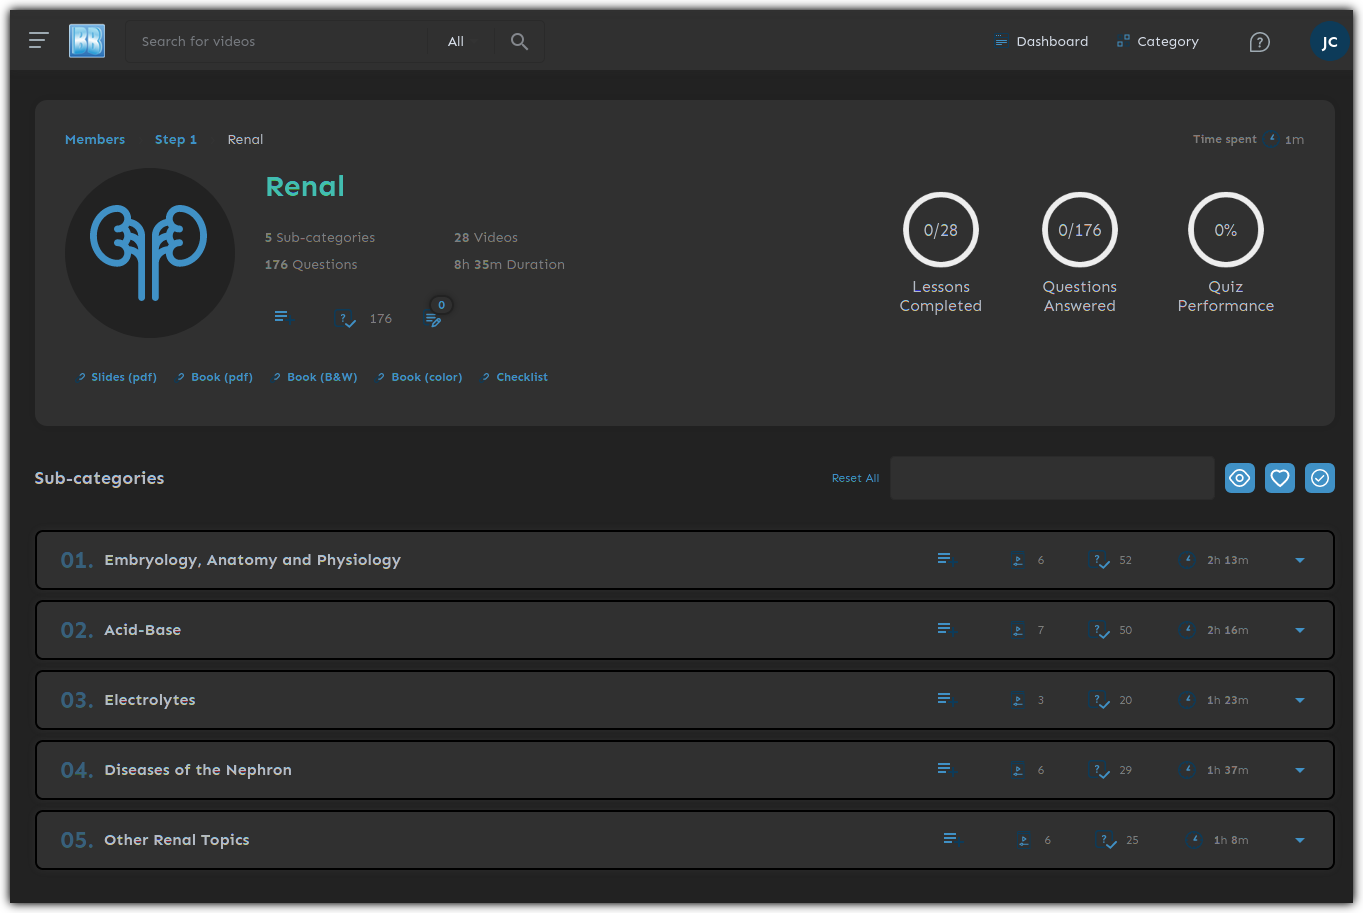 BB Search for videos All Dashboard Category ? JC
Members Step 1 Renal Time spent 1m
Renal
5 Sub-categories 28 Videos
176 Questions 8h 35m Duration
0/28 0/176 0%
Lessons Completed
Questions Answered
Quiz Performance
? 176 0
Slides (pdf) Book (pdf) Book (B&W) Book (color) Checklist
Sub-categories Reset All
01. Embryology, Anatomy and Physiology 6 ? 52 2h 13m
02. Acid-Base 7 ? 50 2h 16m
03. Electrolytes 3 ? 20 1h 23m
04. Diseases of the Nephron 6 ? 29 1h 37m
05. Other Renal Topics 6 ? 25 1h 8m